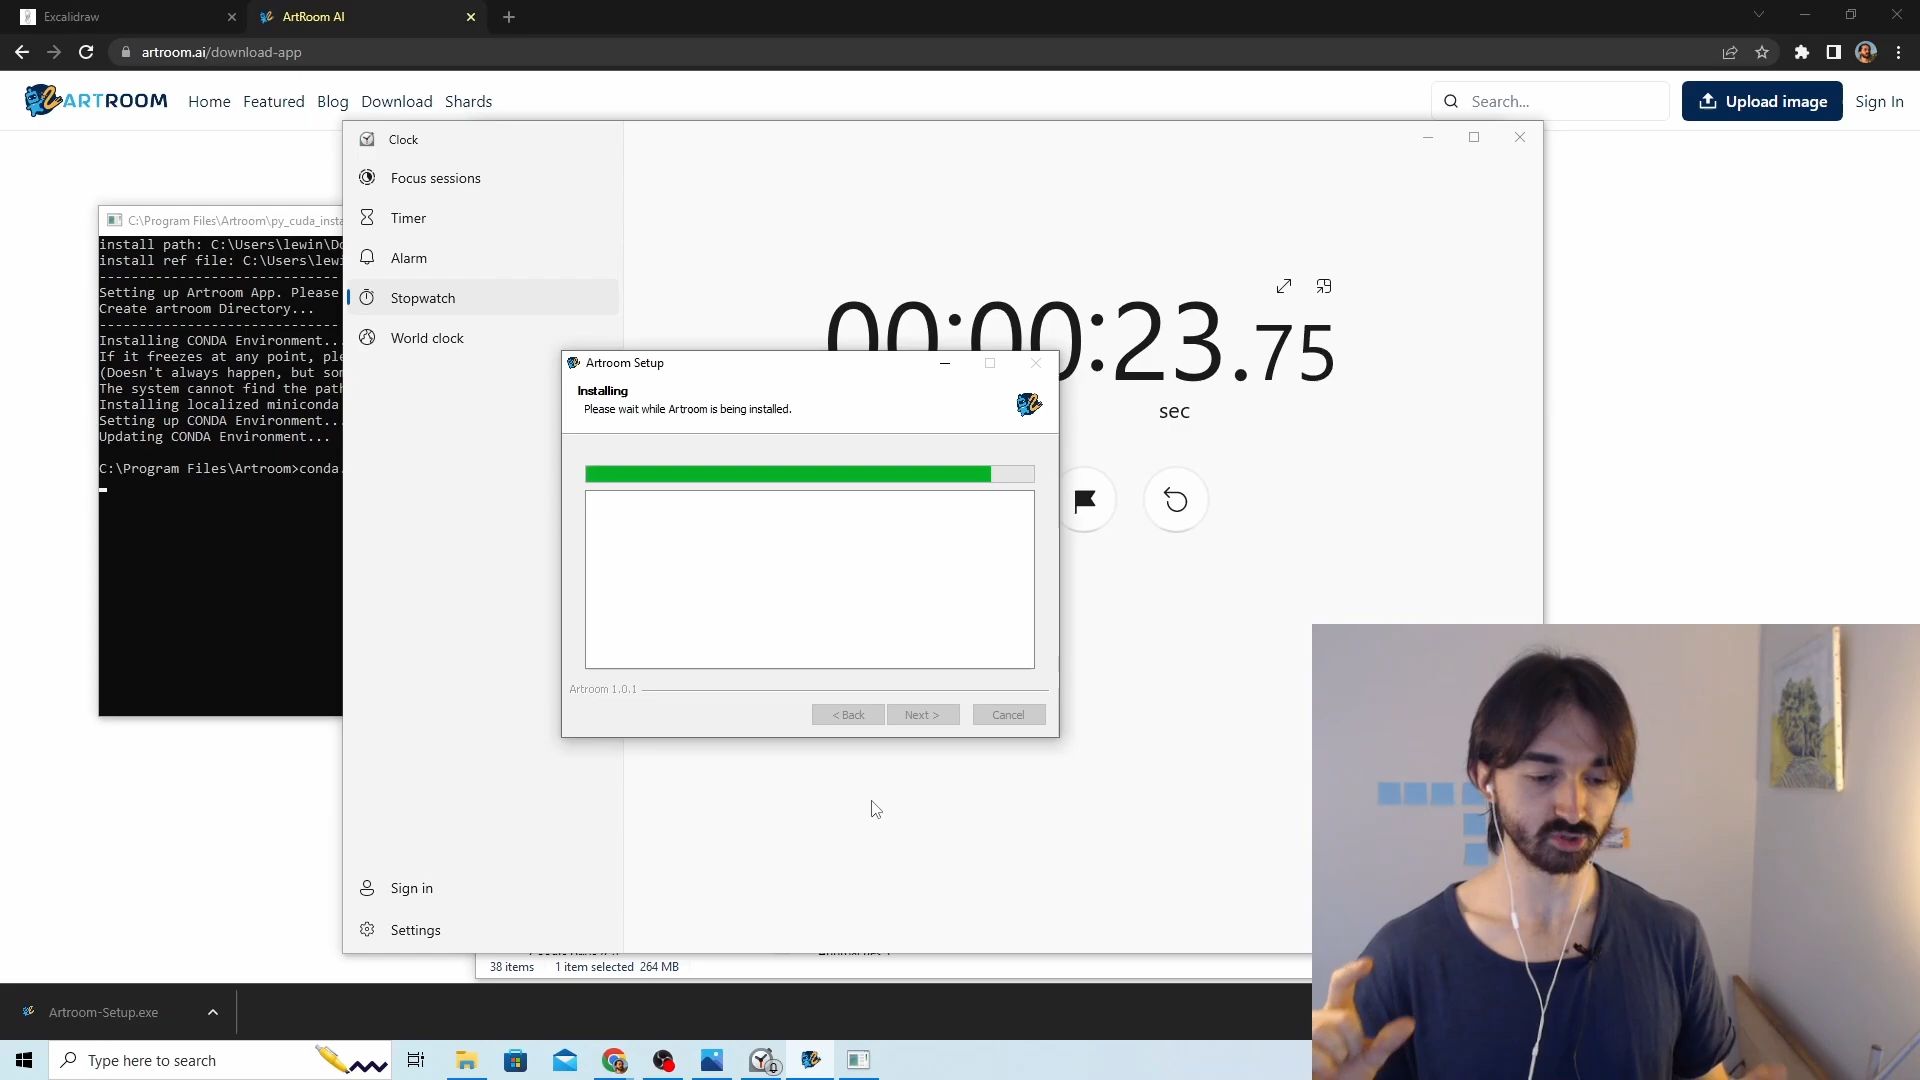 Excalidraw
ArtRoom AI
artroom.ai/download-app
ARTROOM
Home
Featured
Blog
Download
Shards
Search...
Upload image
Sign In
Clock
Focus sessions
Timer
Alarm
Stopwatch
World clock
Sign in
Settings
C:\Program Files\Artroom\py_cuda_insta
install path: C:\Users\lewin\Do
install ref file: C:\Users\lewi
Setting up Artroom App. Please
Create artroom Directory...
Installing CONDA Environment..
If it freezes at any point, ple
(Doesn't always happen, but som
The system cannot find the path
Installing localized miniconda
Setting up CONDA Environment..
Updating CONDA Environment...
C:\Program Files\Artroom>conda.
00:00:23.75
sec
Artroom Setup
Installing
Please wait while Artroom is being installed.
Artroom 1.0.1
< Back
Next >
Cancel
38 items
1 item selected 264 MB
Artroom-Setup.exe
Type here to search